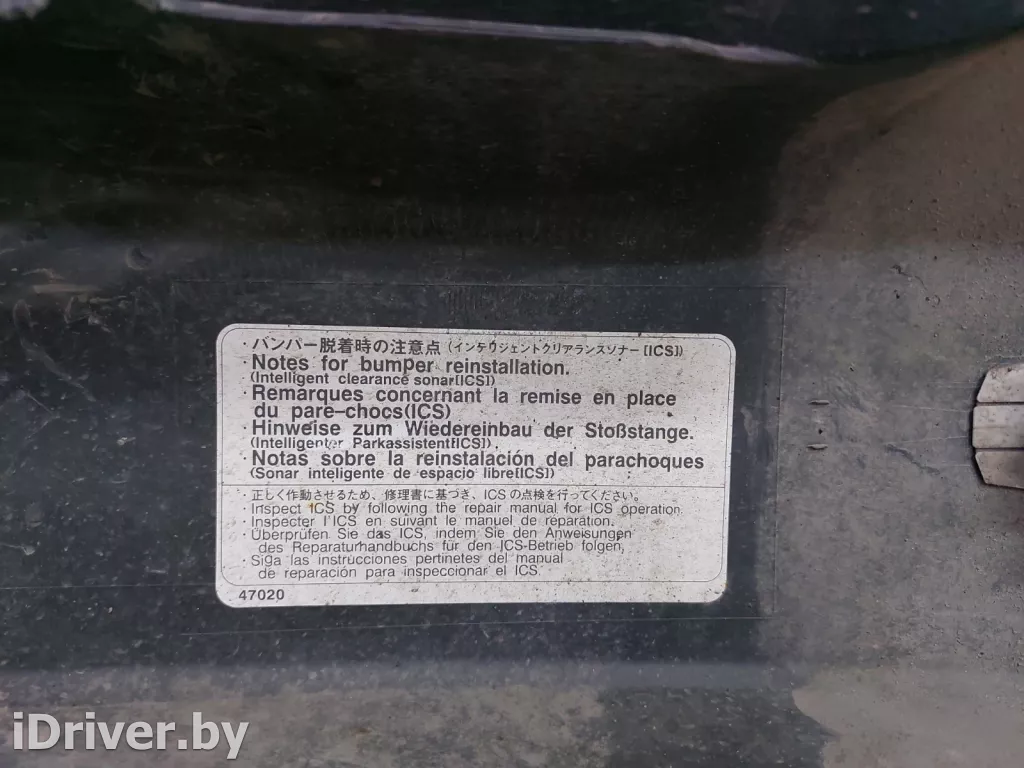 ・バンパー脱着時の注意点（インテリジェントクリアランスソナー [ICS]）
・Notes for bumper reinstallation.
(Intelligent clearance sonar[ICS])
・Remarques concernant la remise en place
du pare-chocs(ICS)
・Hinweise zum Wiedereinbau der Stoßstange.
(Intelligenter Parkassistent[ICS]).
・Notas sobre la reinstalación del parachoques
(Sonar inteligente de espacio libre[ICS])
・正しく作動させるため、修理書に基づき、ICSの点検を行ってください。
・Inspect ICS by following the repair manual for ICS operation.
・Inspecter l'ICS en suivant le manuel de réparation.
・Überprüfen Sie das ICS, indem Sie den Anweisungen
des Reparaturhandbuchs für den ICS-Betrieb folgen,
・Siga las instrucciones pertinetes del manual
de reparación para inspeccionar el ICS.
47020
iDriver.by